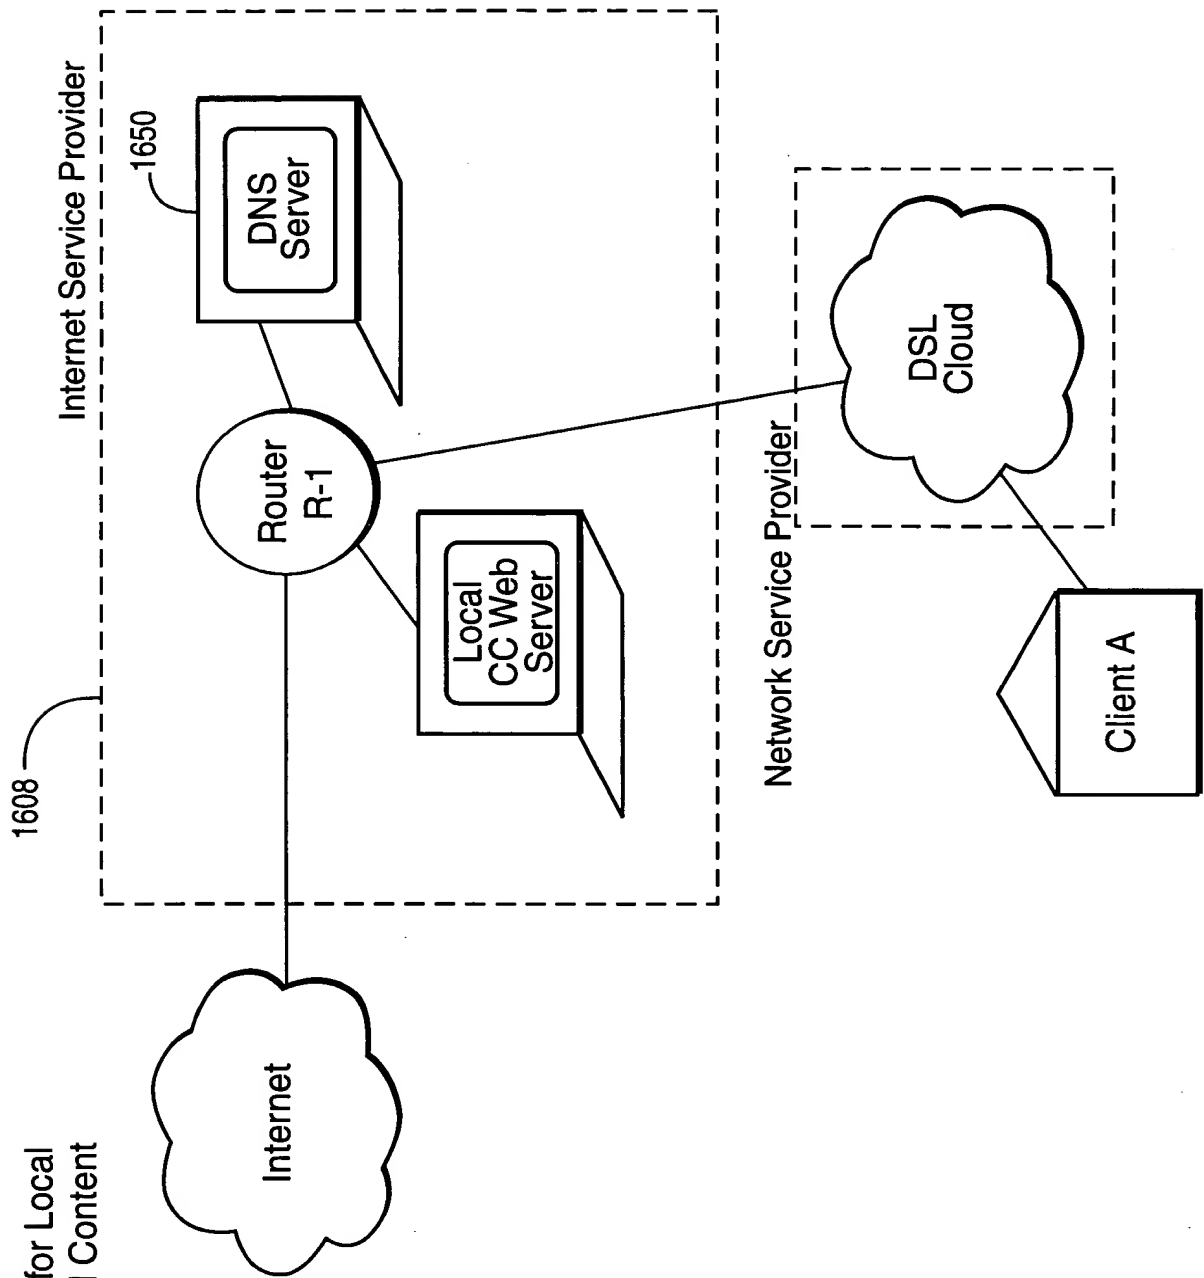 for Local
Content
Internet
1608
Internet Service Provider
1650
DNS
Server
Router
R-1
Local
CC Web
Server
Network Service Provider
DSL
Cloud
Client A